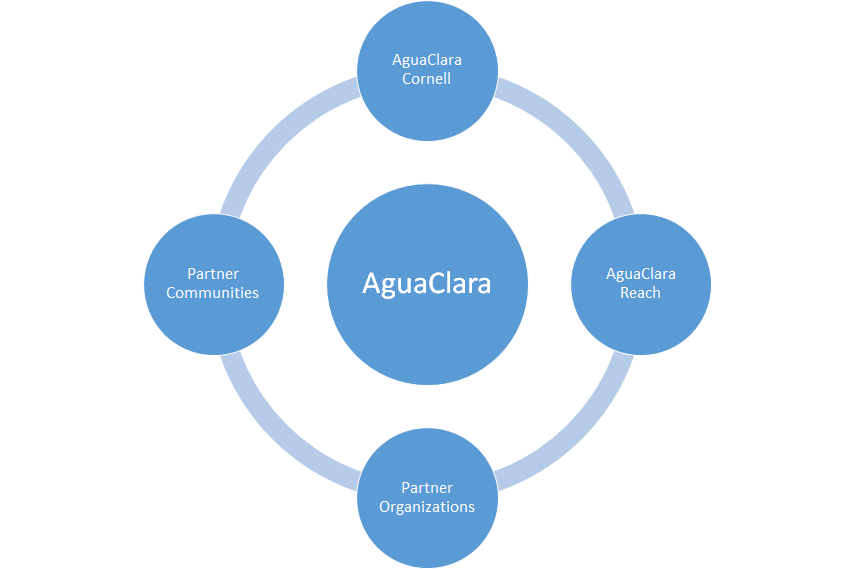 AguaClara
Cornell
Partner
Communities
AguaClara
AguaClara
Reach
Partner
Organizations